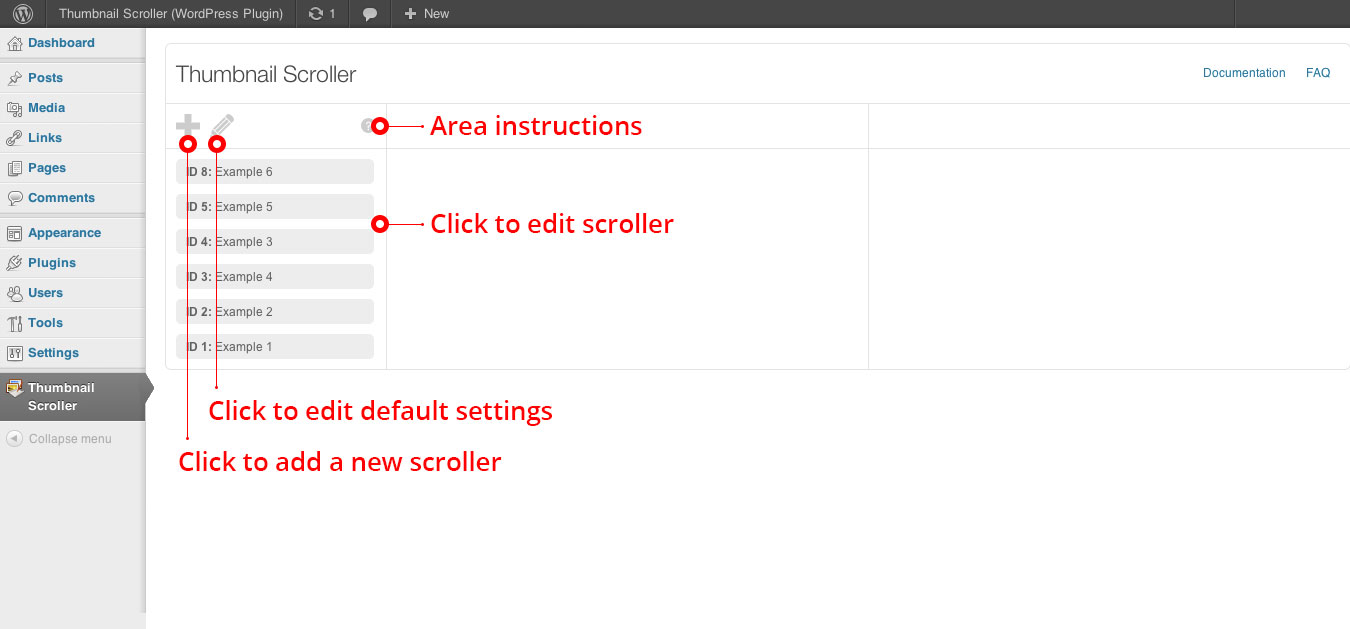 Thumbnail Scroller (WordPress Plugin) 1 New
Dashboard
Posts
Media
Links
Pages
Comments
Appearance
Plugins
Users
Tools
Settings
Thumbnail
Scroller
Collapse menu
Thumbnail Scroller
Documentation FAQ
?
Area instructions
ID 8: Example 6
ID 5: Example 5
Click to edit scroller
ID 4: Example 3
ID 3: Example 4
ID 2: Example 2
ID 1: Example 1
Click to edit default settings
Click to add a new scroller